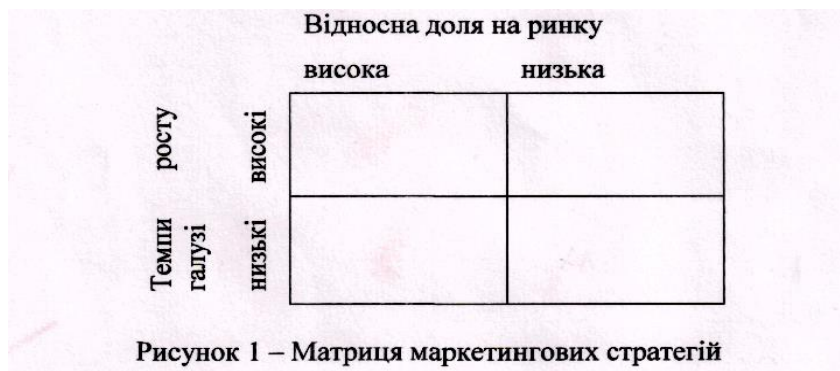 Відносна доля на ринку
висока низька
Темпи росту
галузі
високі
низькі
Рисунок 1 – Матриця маркетингових стратегій